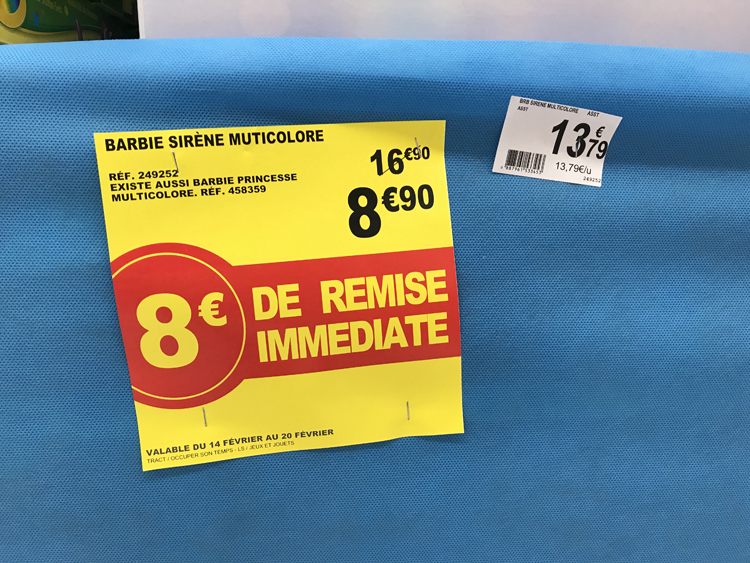 BARBIE SIRÈNE MUTICOLORE
RÉF. 249252
EXISTE AUSSI BARBIE PRINCESSE
MULTICOLORE. RÉF. 458359
16€90
8€90
8€
DE REMISE
IMMEDIATE
VALABLE DU 14 FÉVRIER AU 20 FÉVRIER
TRACT / OCCUPER SON TEMPS - LS / JEUX ET JOUETS
BRB SIRENE MULTICOLORE ASST
ASST
13€79
13,79€/u
249252